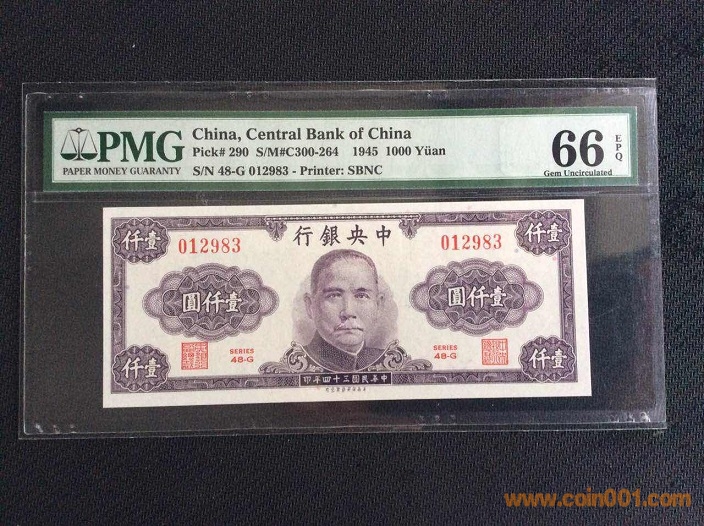 PMG
PAPER MONEY GUARANTY
China, Central Bank of China
Pick# 290 S/M#C300-264 1945 1000 Yüan
S/N 48-G 012983 - Printer: SBNC
66 EPQ
Gem Uncirculated
仟壹 行銀央中 仟壹
012983 012983
圓仟壹 圓仟壹
SERIES 48-G SERIES 48-G
仟壹 印年四十三國民華中 仟壹
www.coin001.com